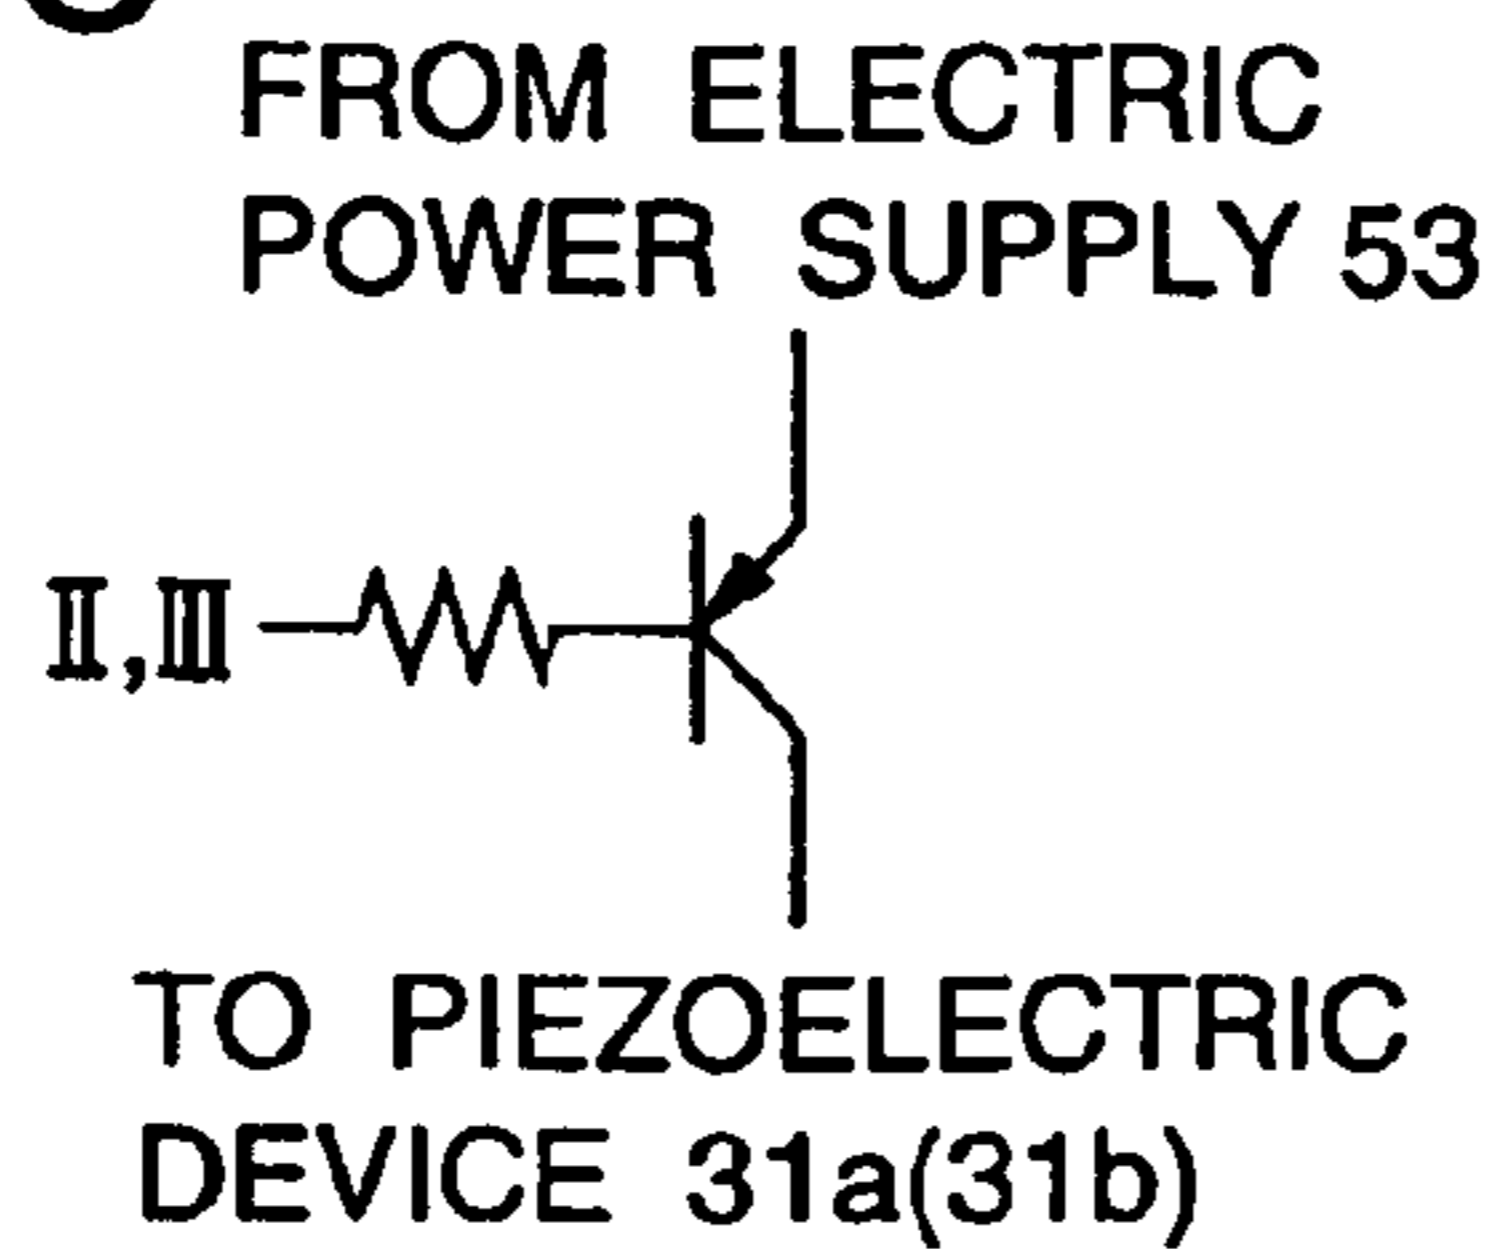 FROM ELECTRIC
POWER SUPPLY 53
II, III
TO PIEZOELECTRIC
DEVICE 31a(31b)